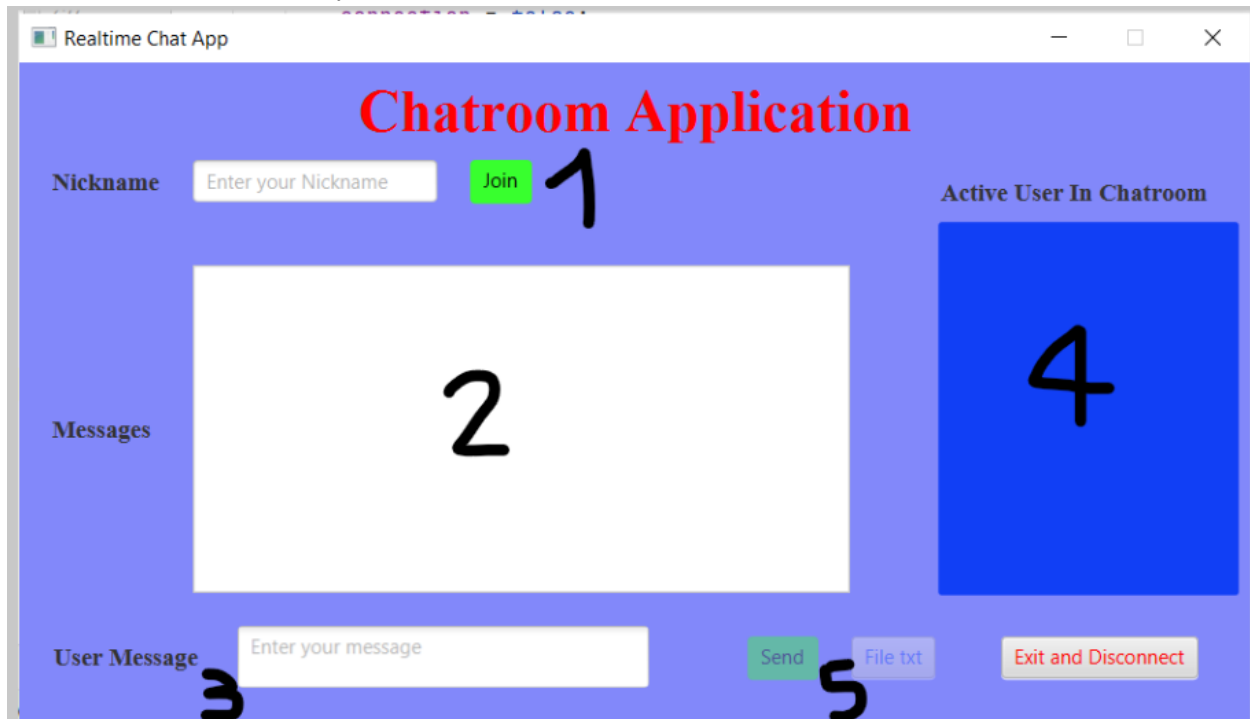 Realtime Chat App
Chatroom Application
Nickname Enter your Nickname Join 1
Active User In Chatroom
2
4
Messages
User Message Enter your message Send File txt Exit and Disconnect
3 5